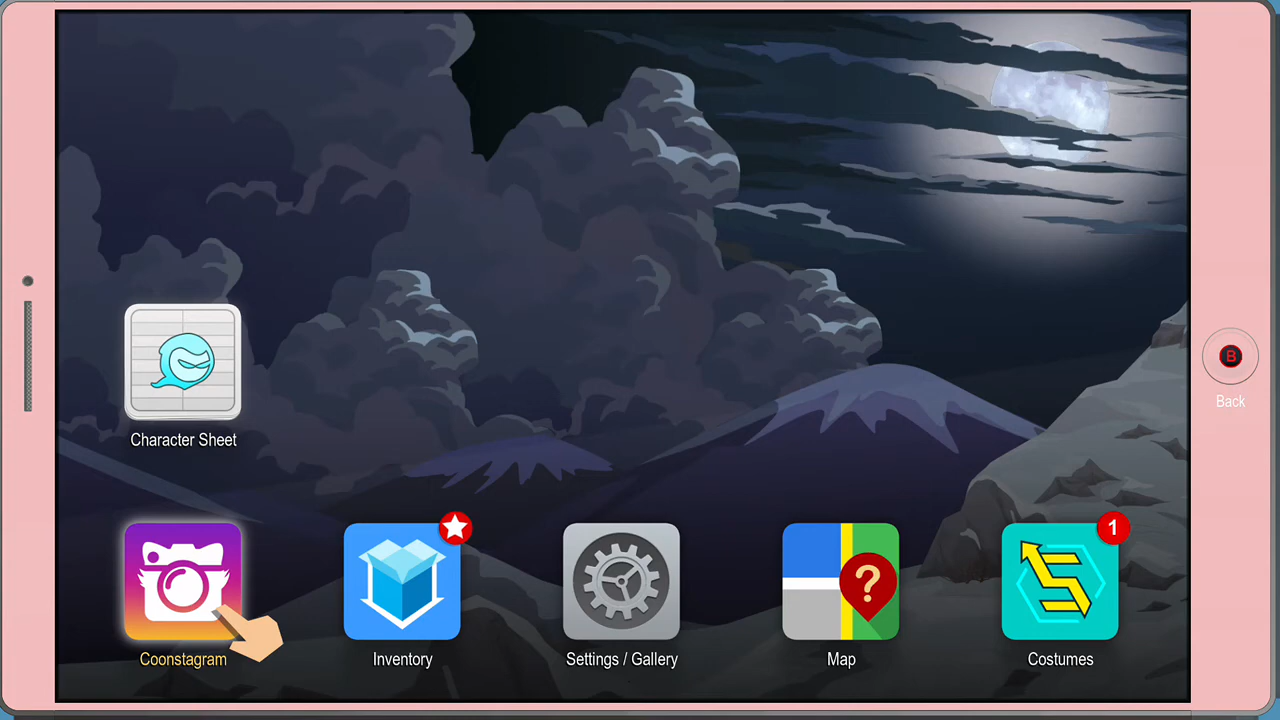 B
Back
Character Sheet
1
Coonstagram
Inventory
Settings / Gallery
?
Map
Costumes